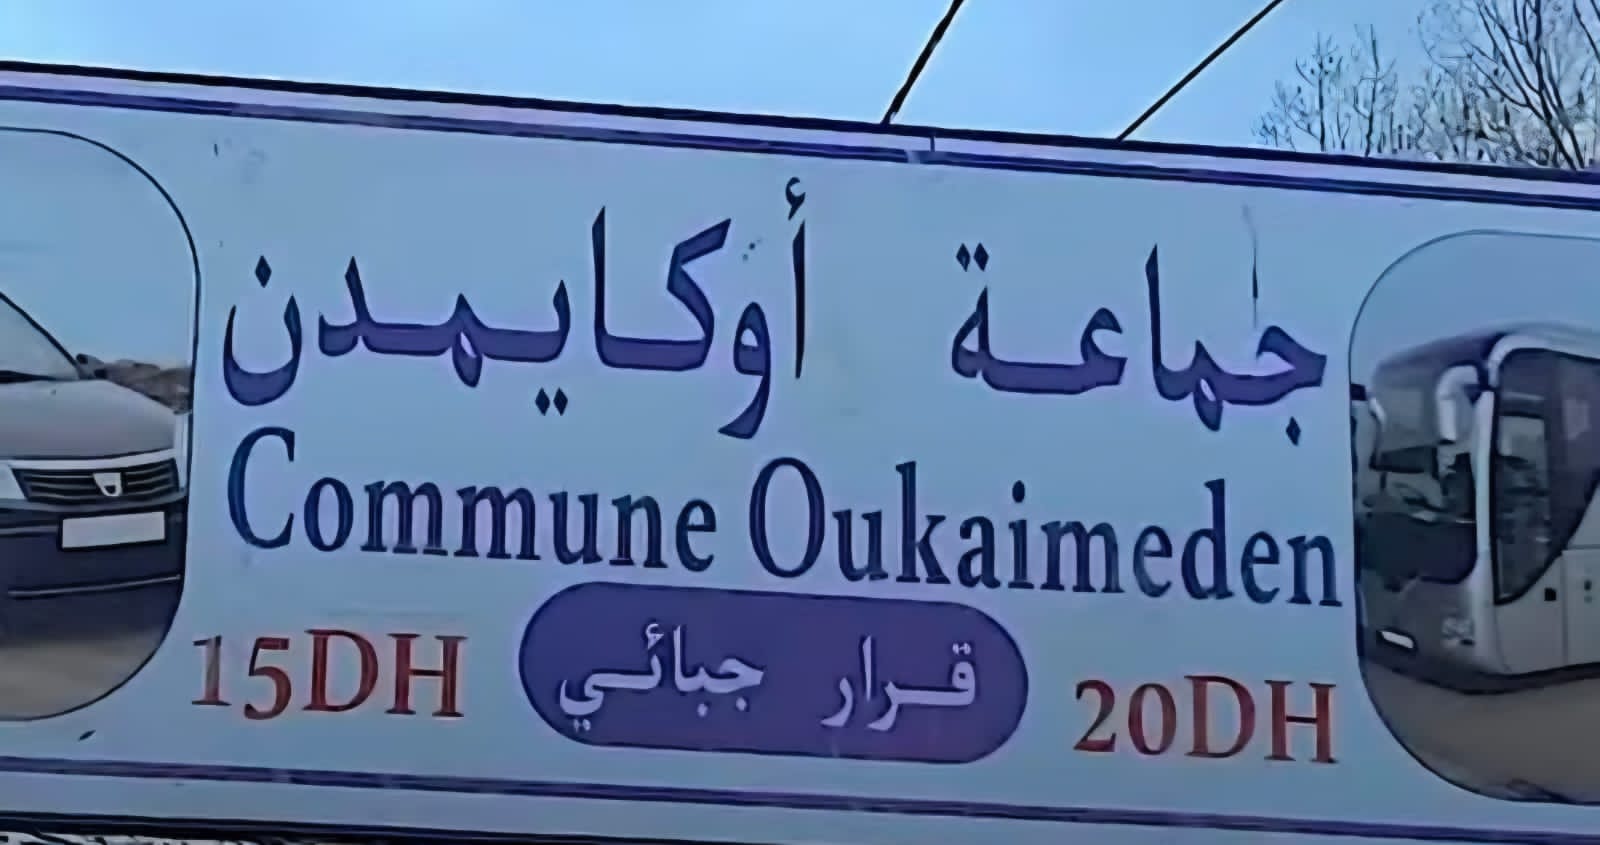 جماعة أوكايمدن
Commune Oukaimeden
15DH قرار جبائي 20DH